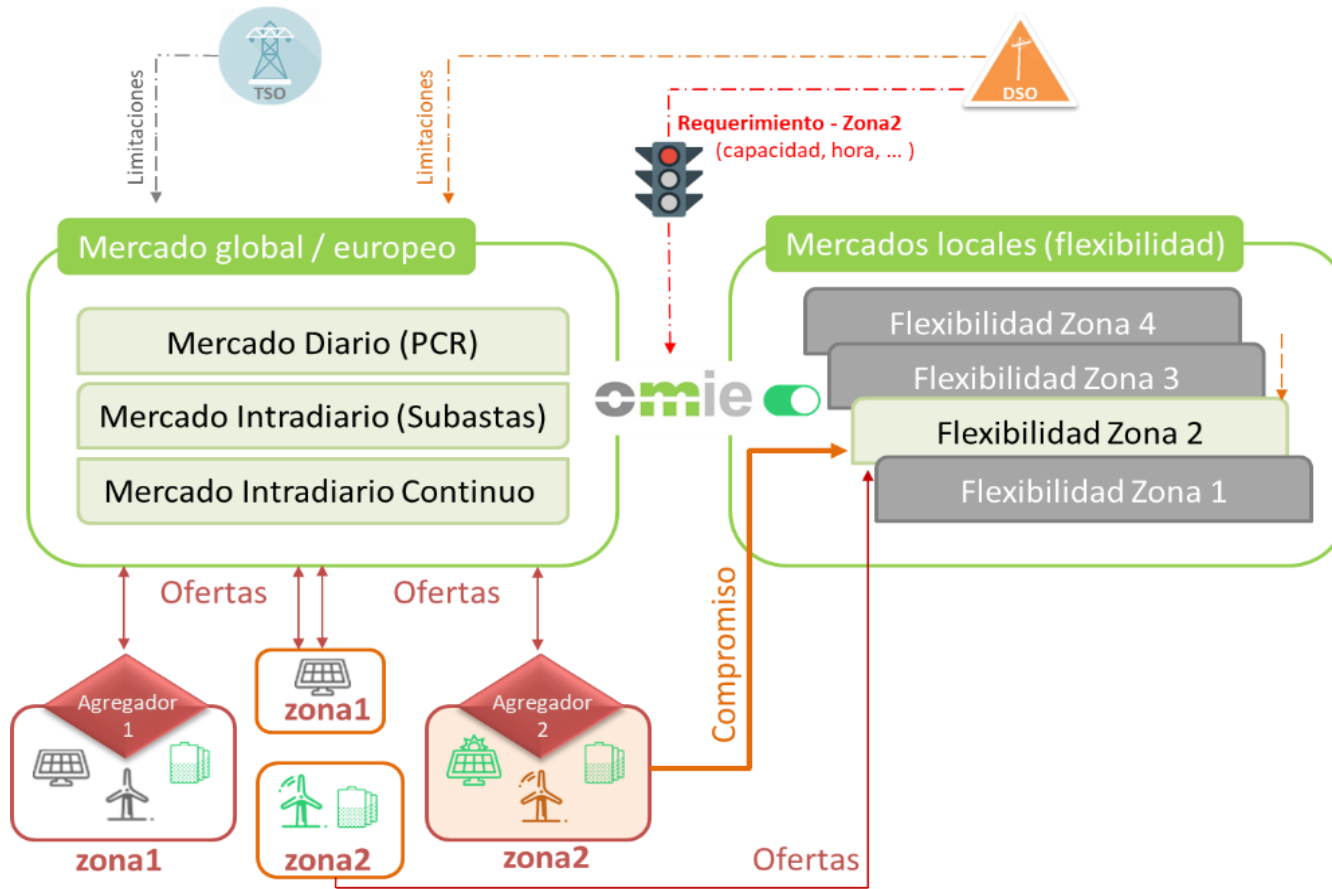 TSO
DSO
Limitaciones
Limitaciones
Requerimiento - Zona2
(capacidad, hora, ... )
Mercado global / europeo
Mercado Diario (PCR)
Mercado Intradiario (Subastas)
Mercado Intradiario Continuo
omie
Mercados locales (flexibilidad)
Flexibilidad Zona 4
Flexibilidad Zona 3
Flexibilidad Zona 2
Flexibilidad Zona 1
Ofertas
Ofertas
Compromiso
Agregador
1
zona1
zona1
zona2
Agregador
2
zona2
Ofertas